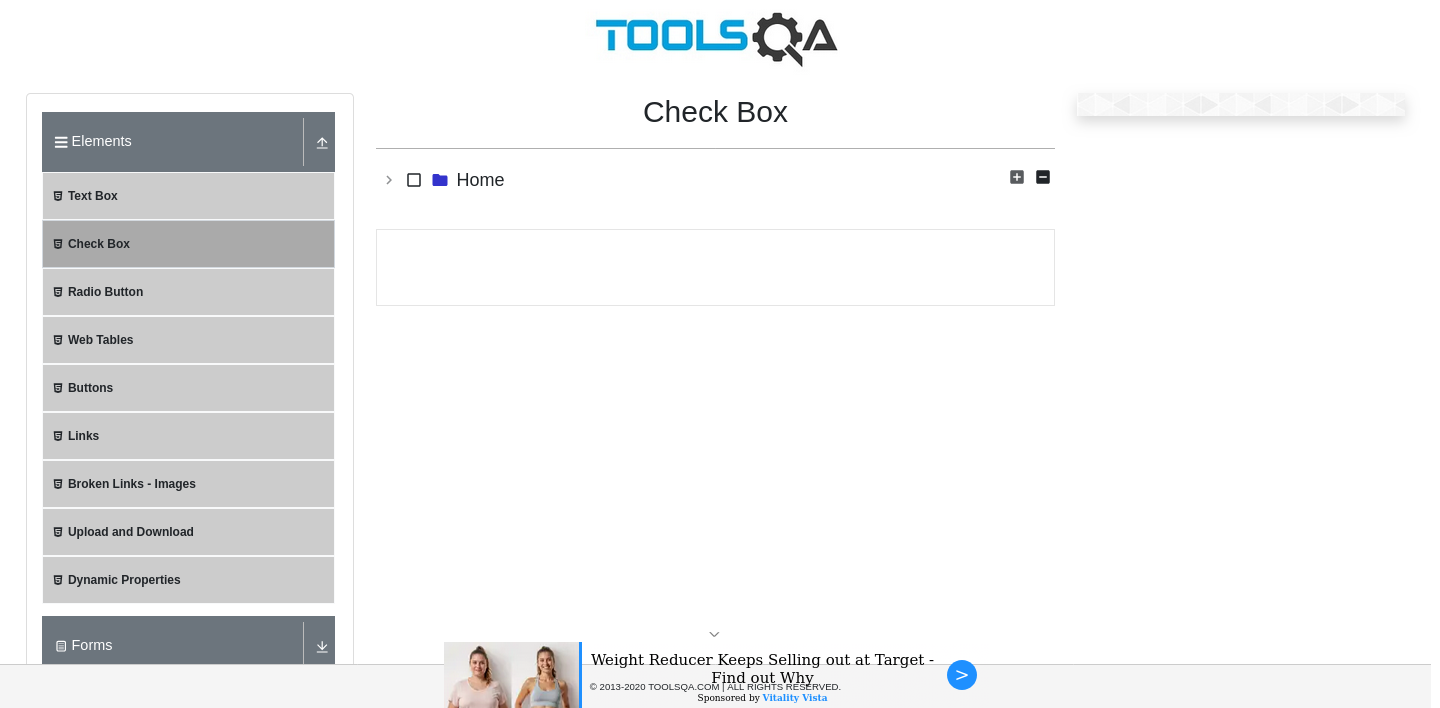 TOOLSQA
Elements
Text Box
Check Box
Radio Button
Web Tables
Buttons
Links
Broken Links - Images
Upload and Download
Dynamic Properties
Forms
Check Box
Home
Weight Reducer Keeps Selling out at Target -
Find out Why
© 2013-2020 TOOLSQA.COM | ALL RIGHTS RESERVED.
Sponsored by Vitality Vista